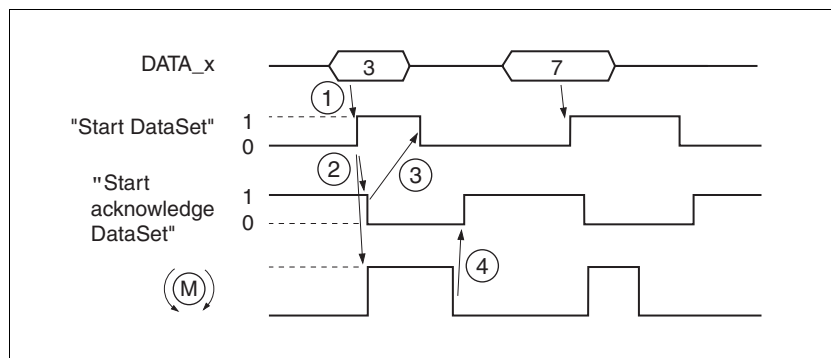 DATA_x 3 7
1
"Start DataSet" 1
0
2 3
"Start
acknowledge
DataSet" 1
0
4
M